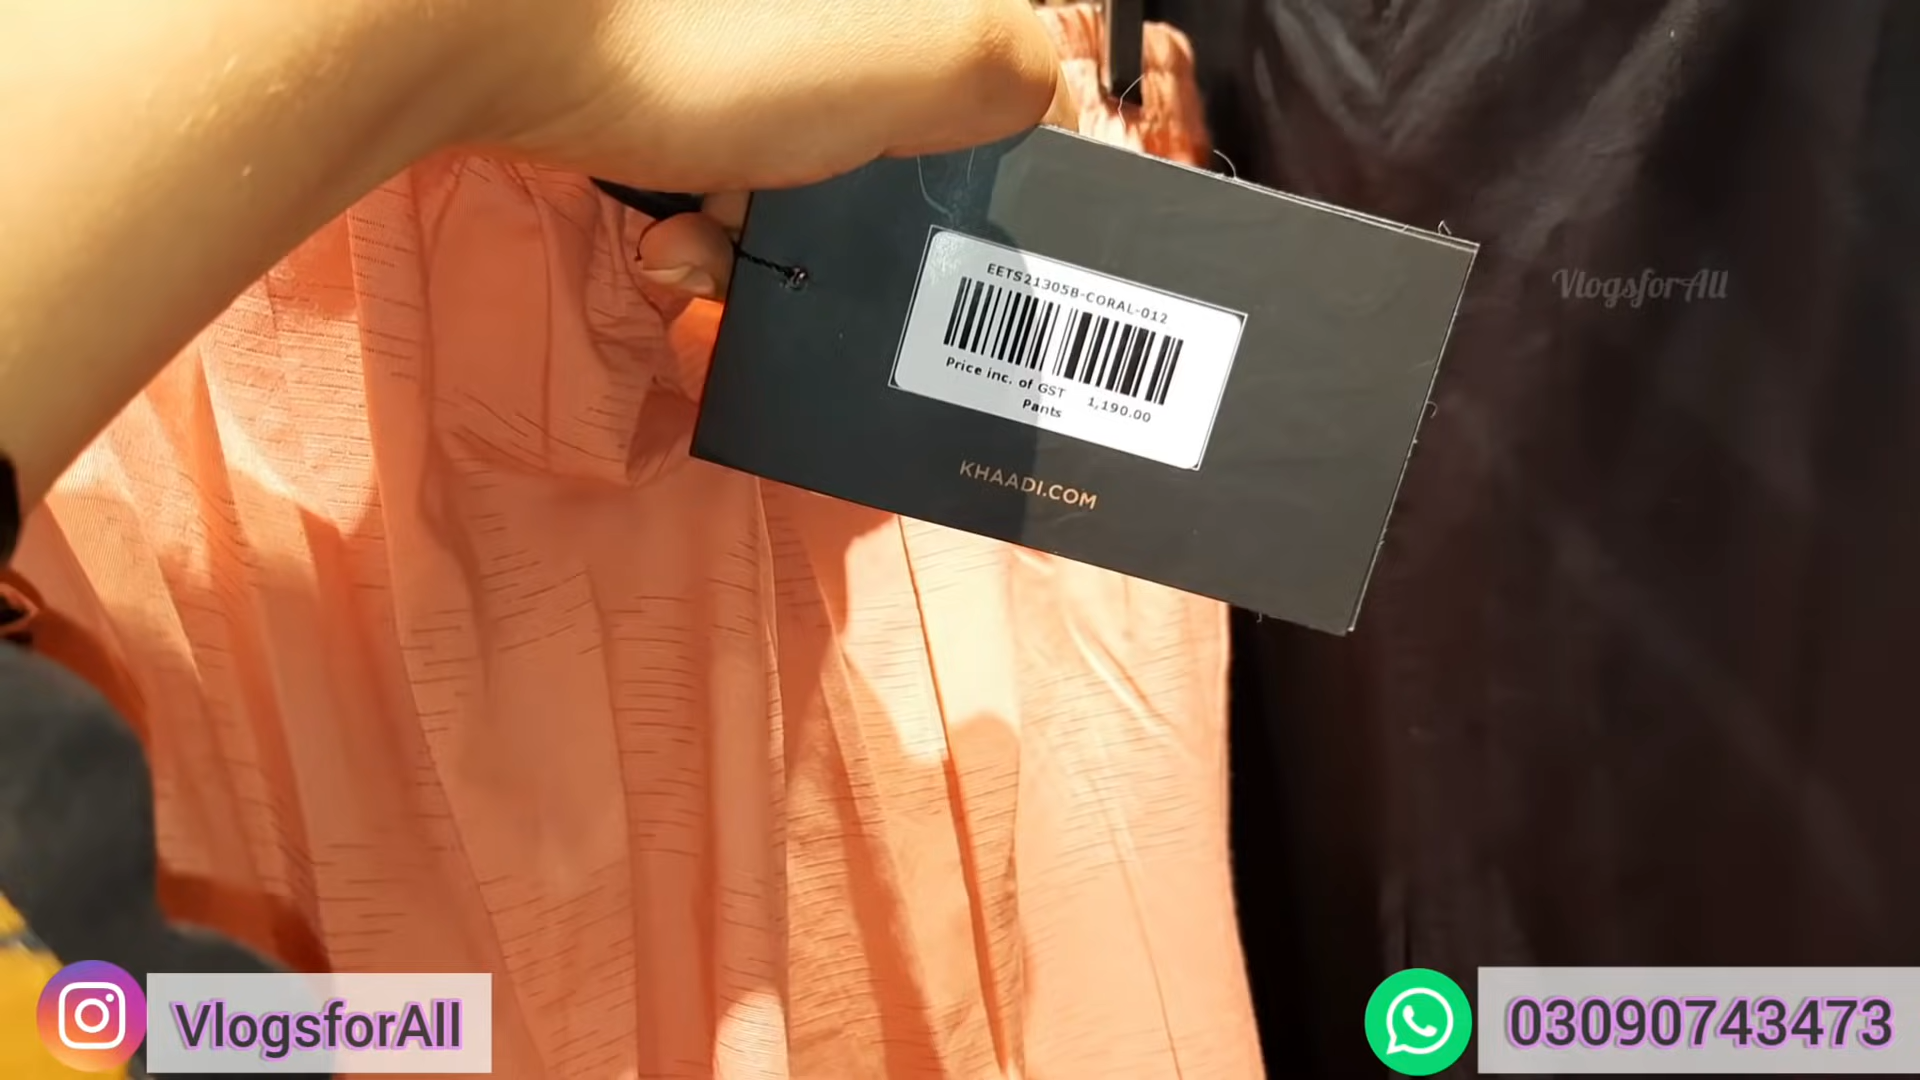 EETS21305B-CORAL-012
Price inc. of GST 1,190.00
Pants
KHAADI.COM
VlogsforAll
VlogsforAll
03090743473